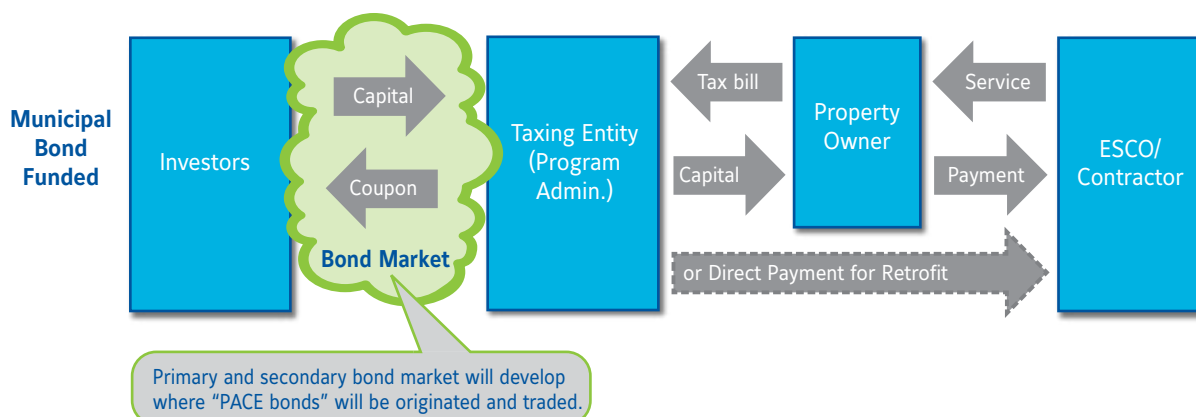 Municipal
Bond
Funded
Investors
Capital
Coupon
Bond Market
Taxing Entity
(Program
Admin.)
Tax bill
Capital
Property
Owner
Service
Payment
ESCO/
Contractor
or Direct Payment for Retrofit
Primary and secondary bond market will develop
where “PACE bonds” will be originated and traded.